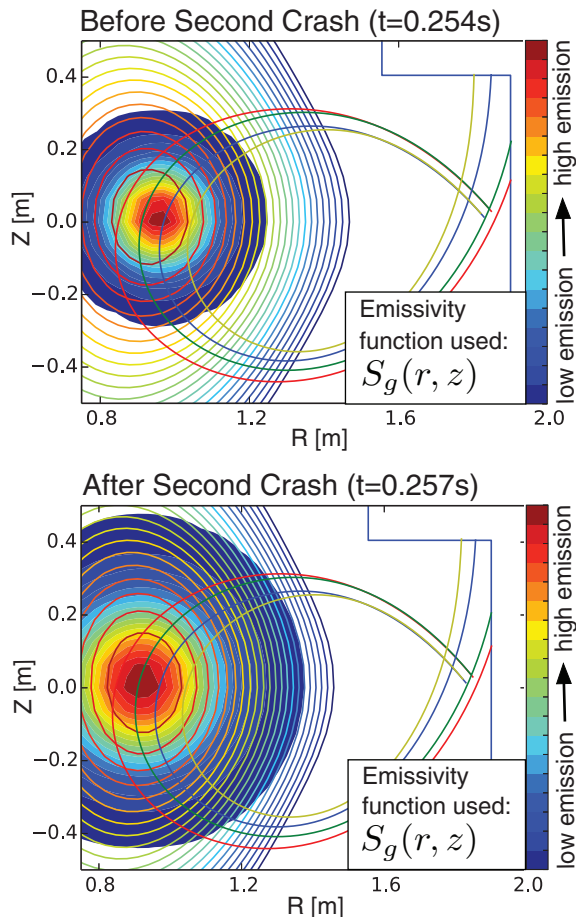 Before Second Crash (t=0.254s)
0.4
0.2
0.0
−0.2
−0.4
Z [m]
0.8
1.2
1.6
2.0
R [m]
Emissivity
function used:
S_g(r, z)
low emission
high emission
After Second Crash (t=0.257s)
0.4
0.2
0.0
−0.2
−0.4
Z [m]
0.8
1.2
1.6
2.0
R [m]
Emissivity
function used:
S_g(r, z)
low emission
high emission